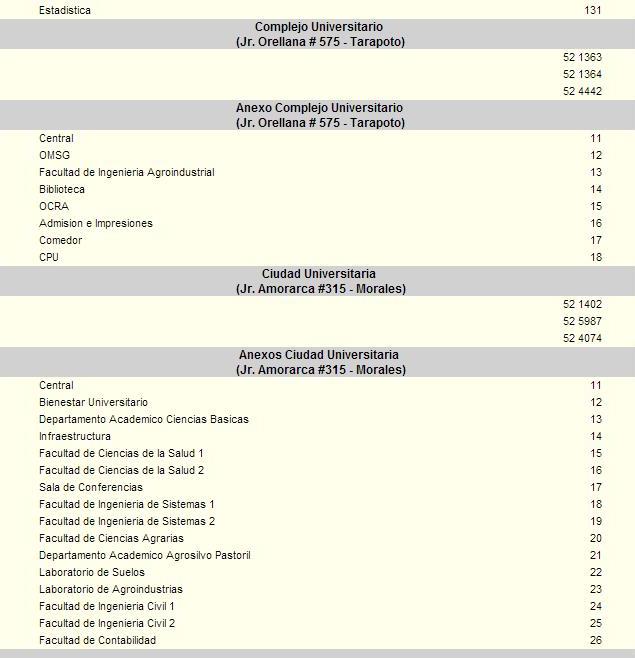 Estadistica 131
Complejo Universitario
(Jr. Orellana # 575 - Tarapoto)
52 1363
52 1364
52 4442
Anexo Complejo Universitario
(Jr. Orellana # 575 - Tarapoto)
Central 11
OMSG 12
Facultad de Ingenieria Agroindustrial 13
Biblioteca 14
OCRA 15
Admision e Impresiones 16
Comedor 17
CPU 18
Ciudad Universitaria
(Jr. Amorarca #315 - Morales)
52 1402
52 5987
52 4074
Anexos Ciudad Universitaria
(Jr. Amorarca #315 - Morales)
Central 11
Bienestar Universitario 12
Departamento Academico Ciencias Basicas 13
Infraestructura 14
Facultad de Ciencias de la Salud 1 15
Facultad de Ciencias de la Salud 2 16
Sala de Conferencias 17
Facultad de Ingenieria de Sistemas 1 18
Facultad de Ingenieria de Sistemas 2 19
Facultad de Ciencias Agrarias 20
Departamento Academico Agrosilvo Pastoril 21
Laboratorio de Suelos 22
Laboratorio de Agroindustrias 23
Facultad de Ingenieria Civil 1 24
Facultad de Ingenieria Civil 2 25
Facultad de Contabilidad 26